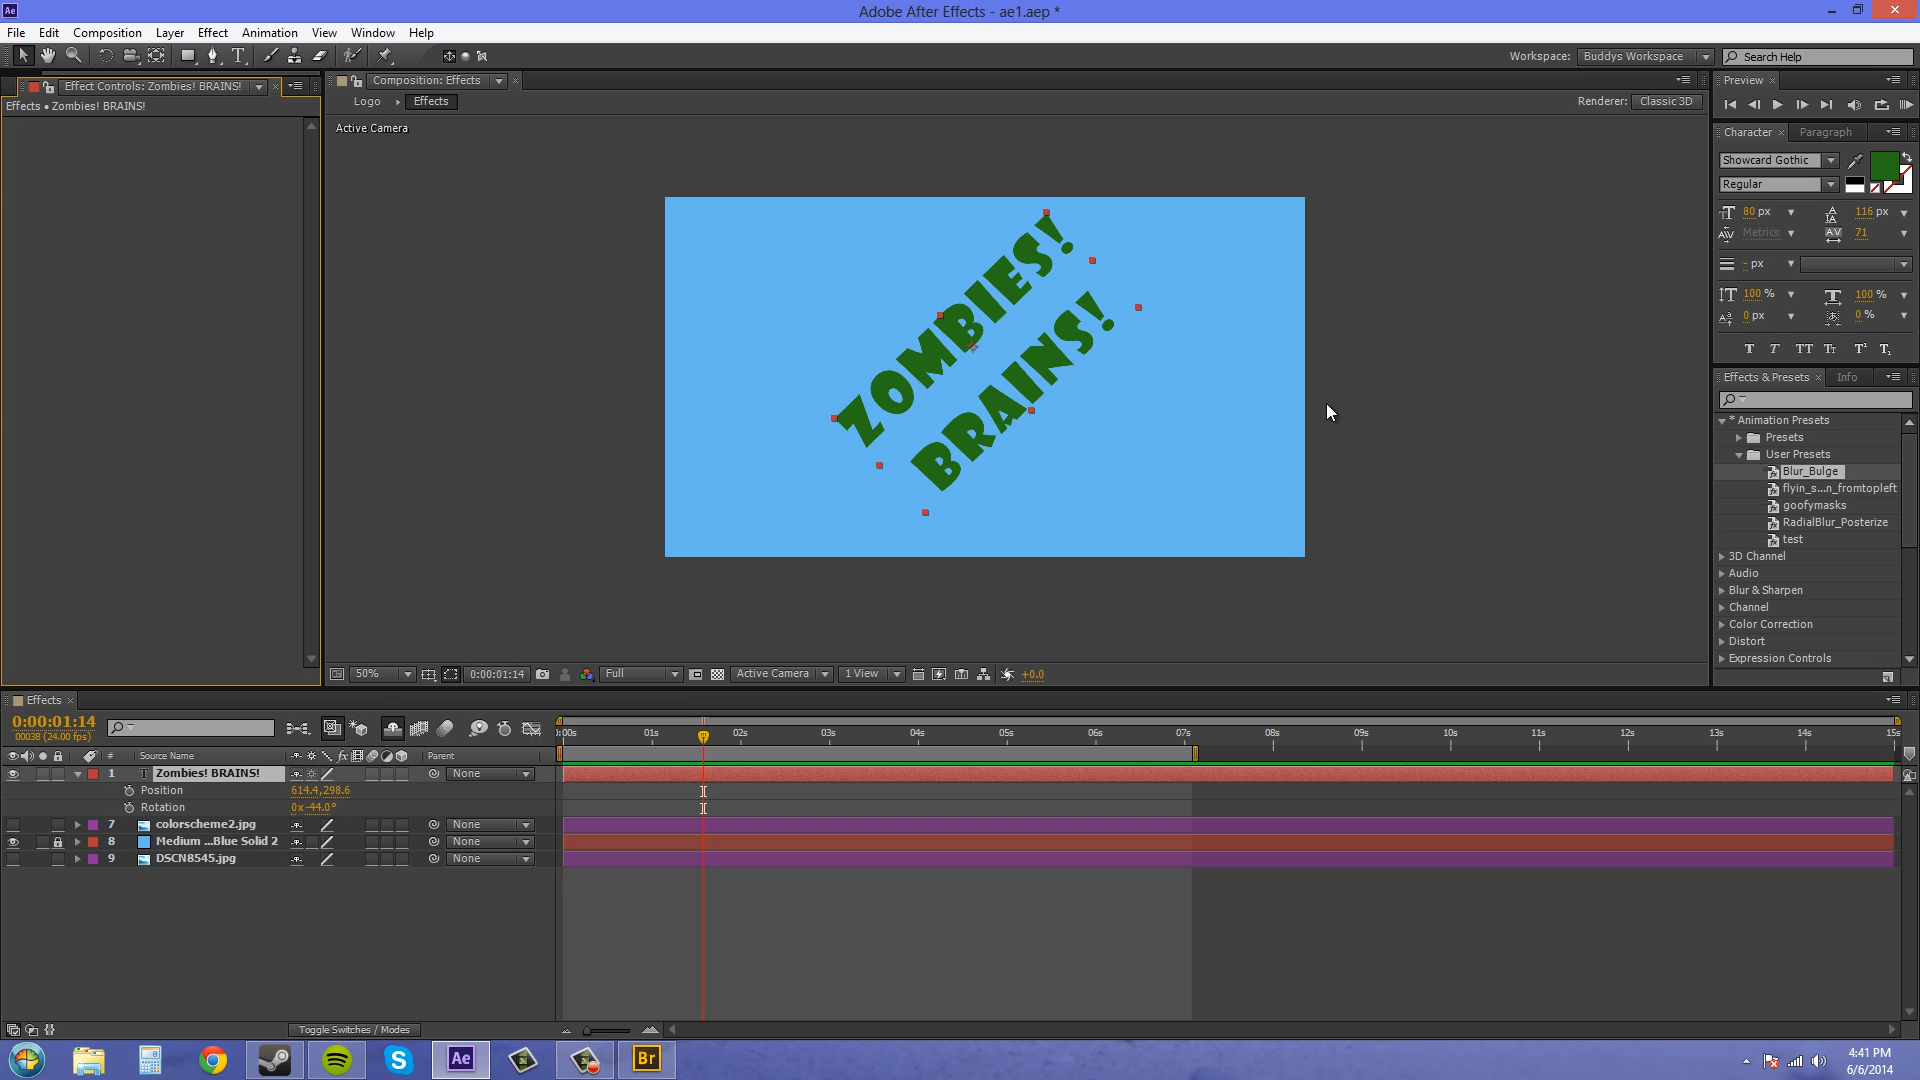 Ae
Adobe After Effects - ae1.aep *
File Edit Composition Layer Effect Animation View Window Help
Workspace: Buddys Workspace Search Help
Effect Controls: Zombies! BRAINS!
Effects • Zombies! BRAINS!
Composition: Effects
Logo Effects
Renderer: Classic 3D
Active Camera
ZOMBIES!
BRAINS!
Preview
Character Paragraph
Showcard Gothic
Regular
80 px 116 px
Metrics 71
- px
100 % 100 %
0 px 0 %
T T TT Tt T¹ T,
Effects & Presets Info
* Animation Presets
Presets
User Presets
Blur_Bulge
flyin_s...n_fromtopleft
goofymasks
RadialBlur_Posterize
test
3D Channel
Audio
Blur & Sharpen
Channel
Color Correction
Distort
Expression Controls
50% 0:00:01:14 Full Active Camera 1 View +0.0
Effects
0:00:01:14
00038 (24.00 fps)
:00s 01s 02s 03s 04s 05s 06s 07s 08s 09s 10s 11s 12s 13s 14s 15s
# Source Name Parent
1 T Zombies! BRAINS! None
Position 614.4,298.6
Rotation 0x-44.0°
7 colorscheme2.jpg None
8 Medium ...Blue Solid 2 None
9 DSCN8545.jpg None
Toggle Switches / Modes
Ae Br
4:41 PM
6/6/2014